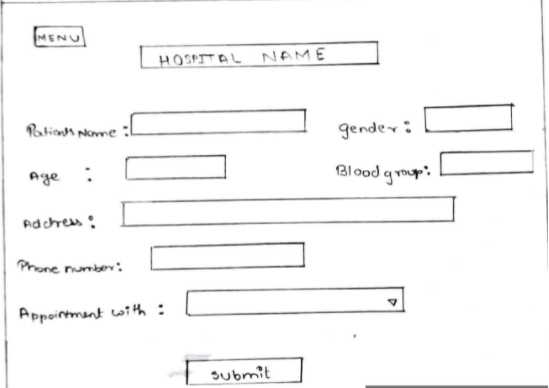 MENU
HOSPITAL NAME
Patients Name : gender :
Age : Blood group:
Address :
Phone number:
Appointment with :
submit